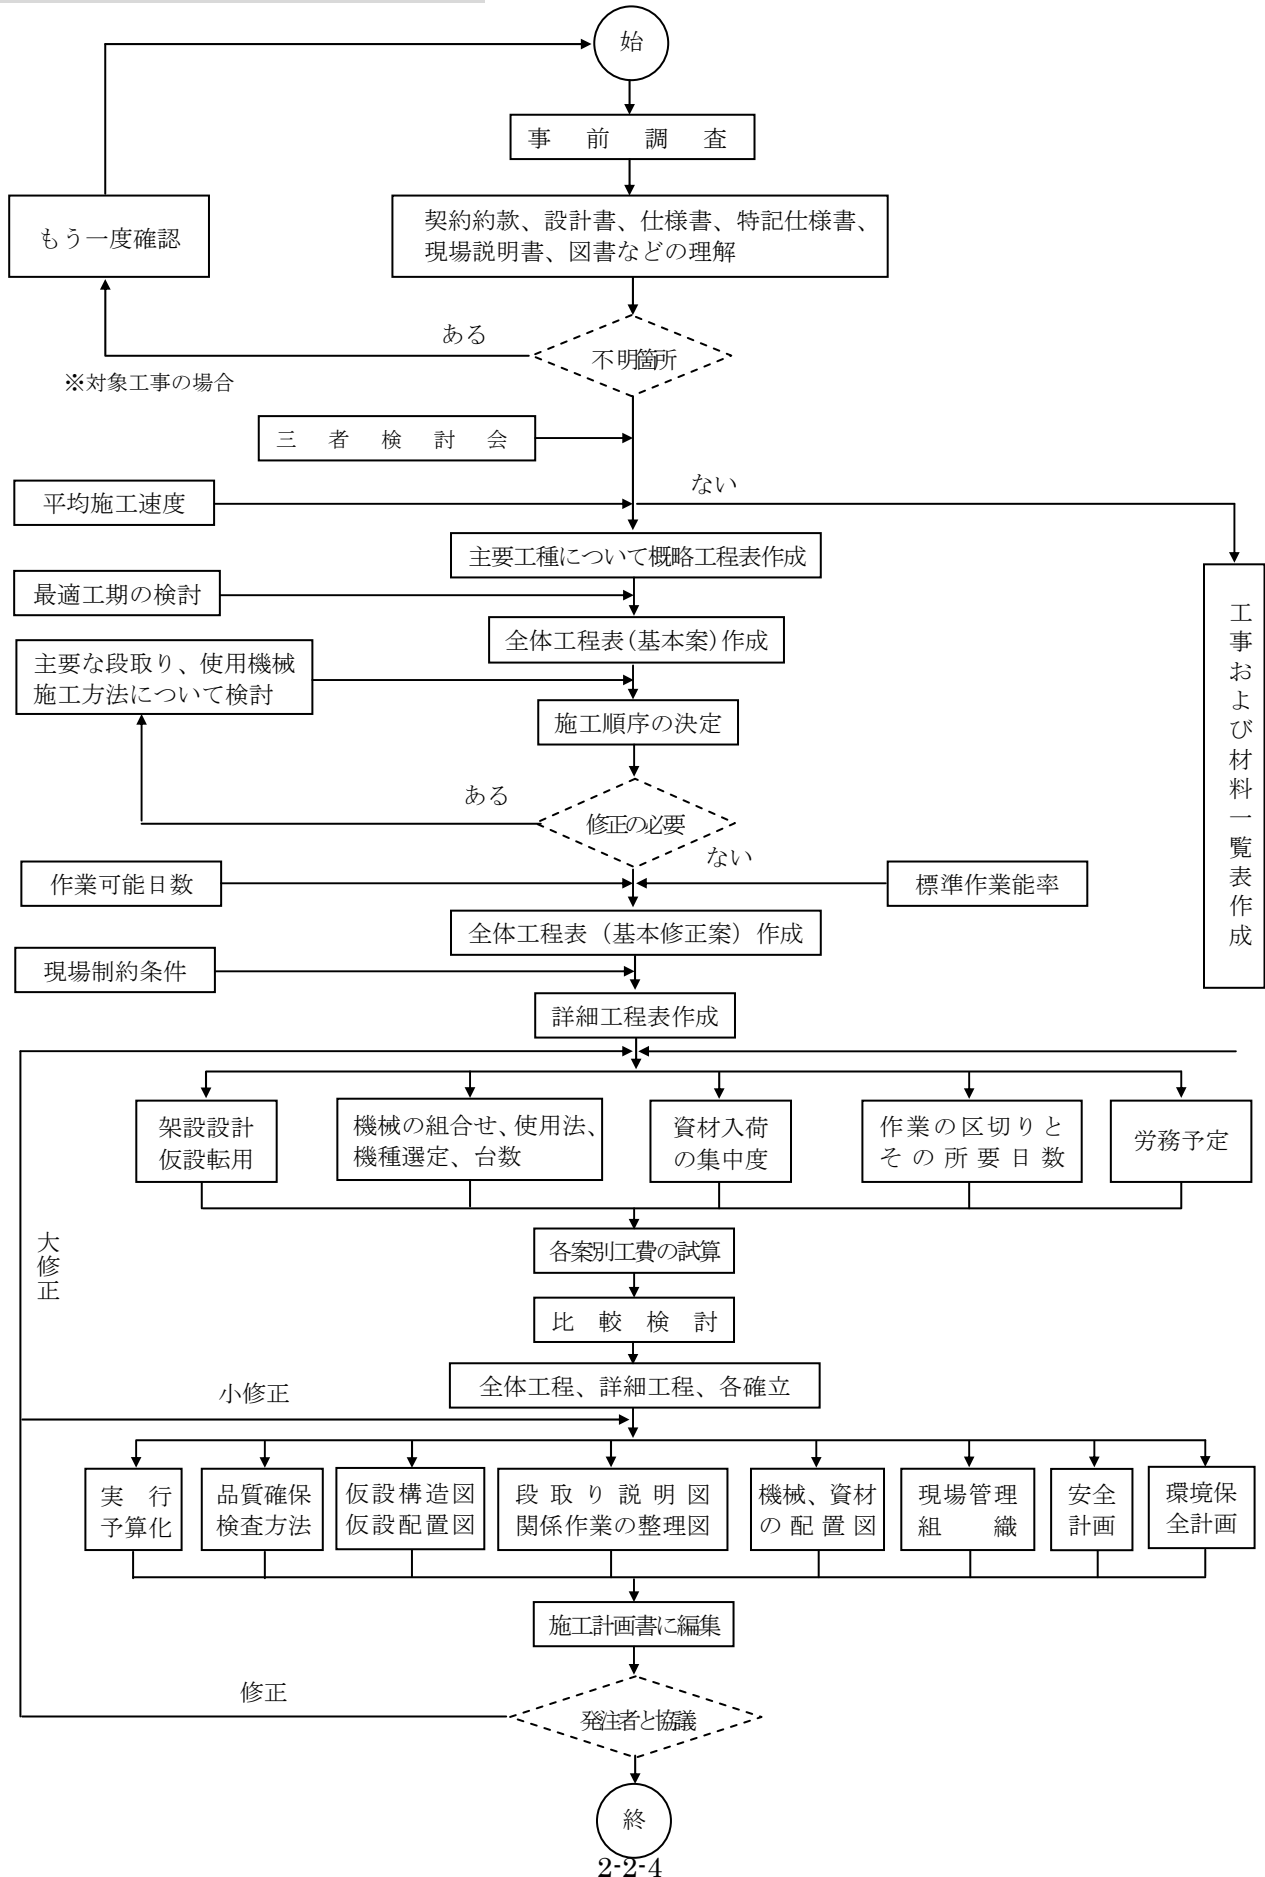 始
事前調査
もう一度確認
契約約款、設計書、仕様書、特記仕様書、
現場説明書、図書などの理解
ある
不明箇所
※対象工事の場合
三者検討会
ない
平均施工速度
主要工種について概略工程表作成
最適工期の検討
工事および材料一覧表作成
全体工程表(基本案)作成
主要な段取り、使用機械
施工方法について検討
施工順序の決定
ある
修正の必要
ない
作業可能日数
標準作業能率
全体工程表（基本修正案）作成
現場制約条件
詳細工程表作成
架設設計
仮設転用
機械の組合せ、使用法、
機種選定、台数
資材入荷
の集中度
作業の区切りと
その所要日数
労務予定
大修正
各案別工費の試算
比較検討
全体工程、詳細工程、各確立
小修正
実行
予算化
品質確保
検査方法
仮設構造図
仮設配置図
段取り説明図
関係作業の整理図
機械、資材
の配置図
現場管理
組織
安全
計画
環境保
全計画
施工計画書に編集
修正
発注者と協議
終
2-2-4